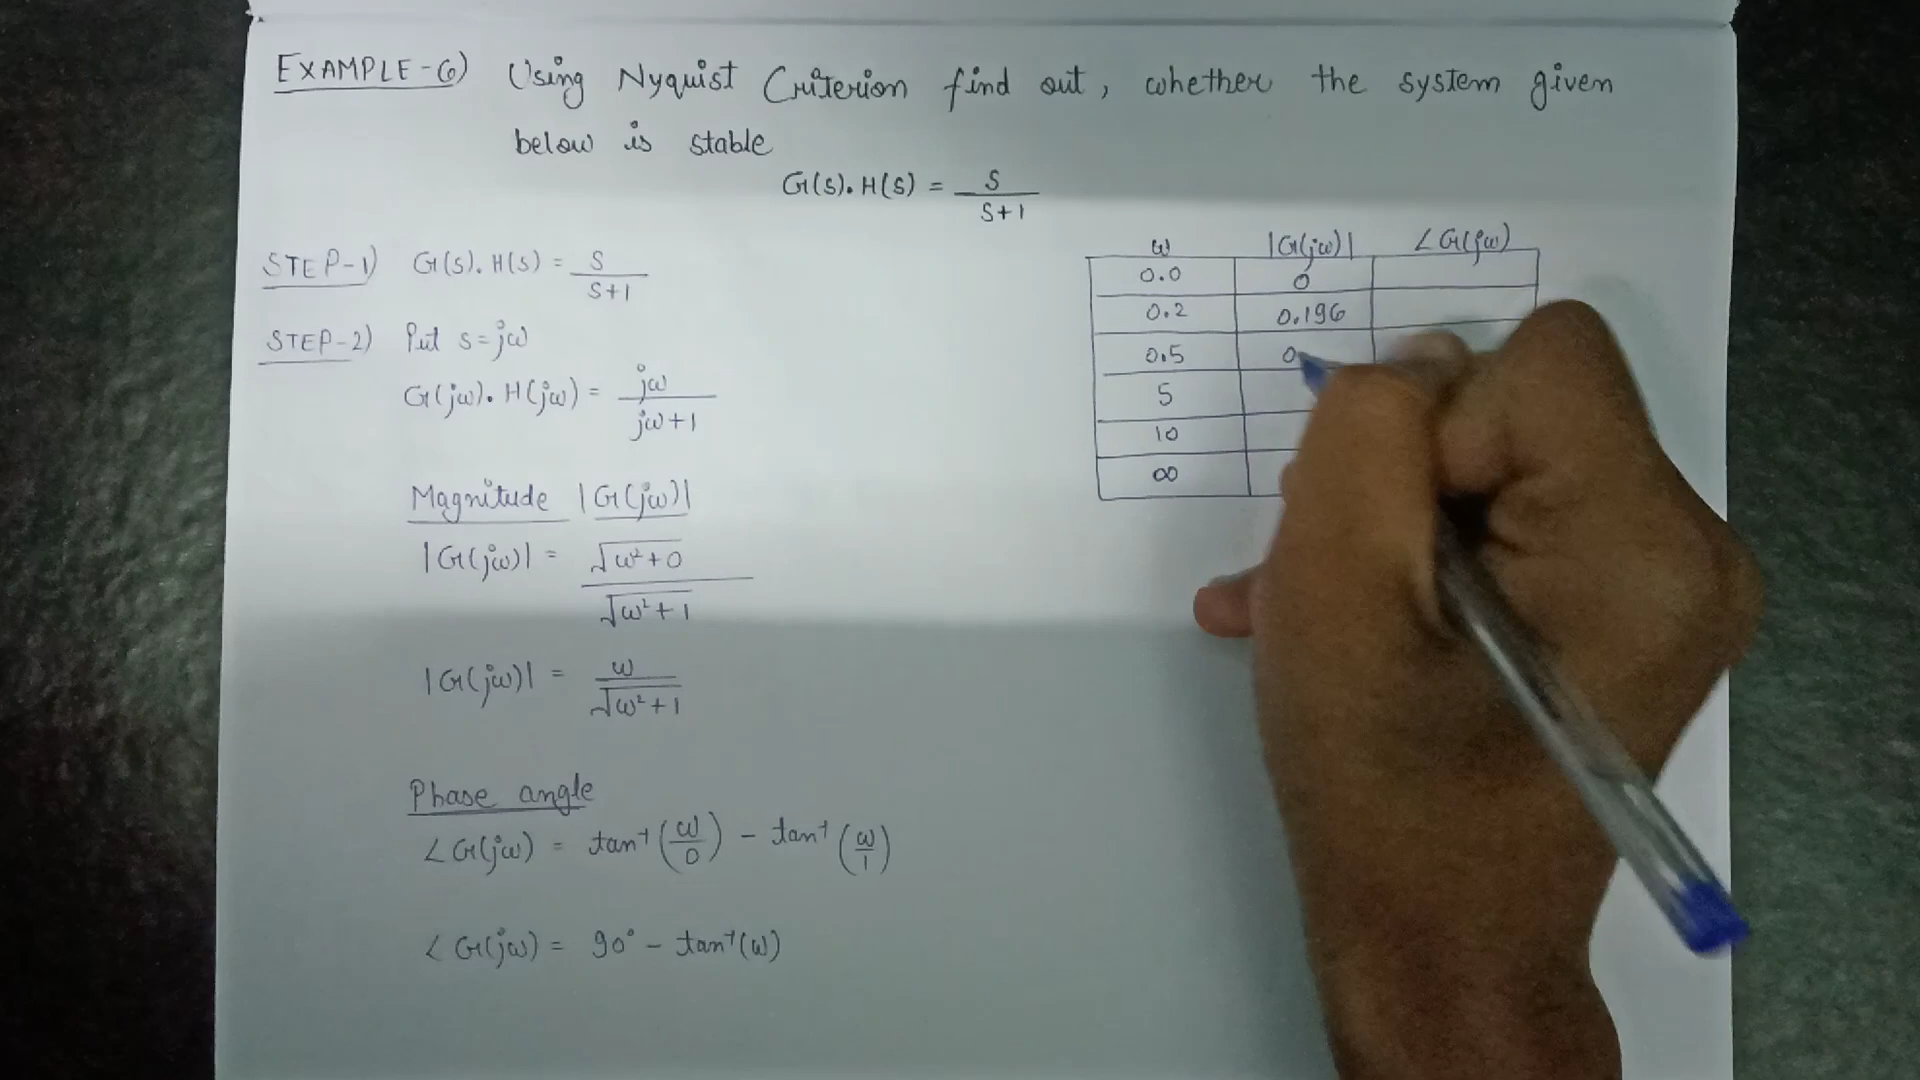 EXAMPLE-6) Using Nyquist Criterion find out, whether the system given
below is stable
G(s).H(s) = s
s+1
STEP-1) G(s).H(s) = s
s+1
STEP-2) Put s=jω
G(jω).H(jω) = jω
jω+1
Magnitude |G(jω)|
|G(jω)| = √ω²+0
√ω²+1
|G(jω)| = ω
√ω²+1
Phase angle
∠G(jω) = tan⁻¹(ω/0) - tan⁻¹(ω/1)
∠G(jω) = 90° - tan⁻¹(ω)
ω |G(jω)| ∠G(jω)
0.0 0
0.2 0.196
0.5 0
5
10
∞